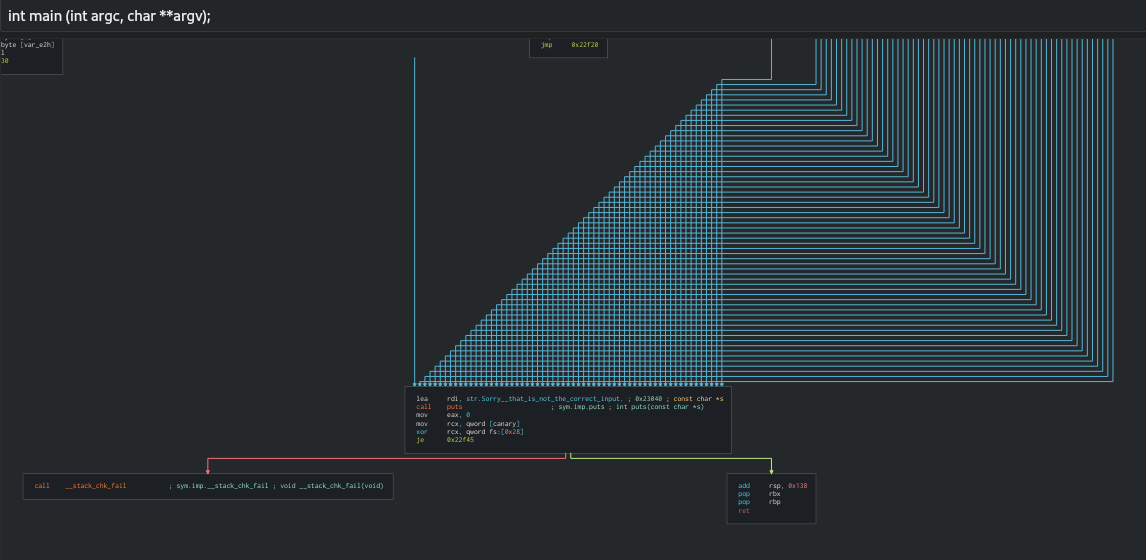 int main (int argc, char **argv);
byte [var_e2h]
1
30
jmp 0x22f20
lea rdi, str.Sorry__that_is_not_the_correct_input. ; 0x23040 ; const char *s
call puts ; sym.imp.puts ; int puts(const char *s)
mov eax, 0
mov rcx, qword [canary]
xor rcx, qword fs:[0x28]
je 0x22f45
call __stack_chk_fail ; sym.imp.__stack_chk_fail ; void __stack_chk_fail(void)
add rsp, 0x138
pop rbx
pop rbp
ret